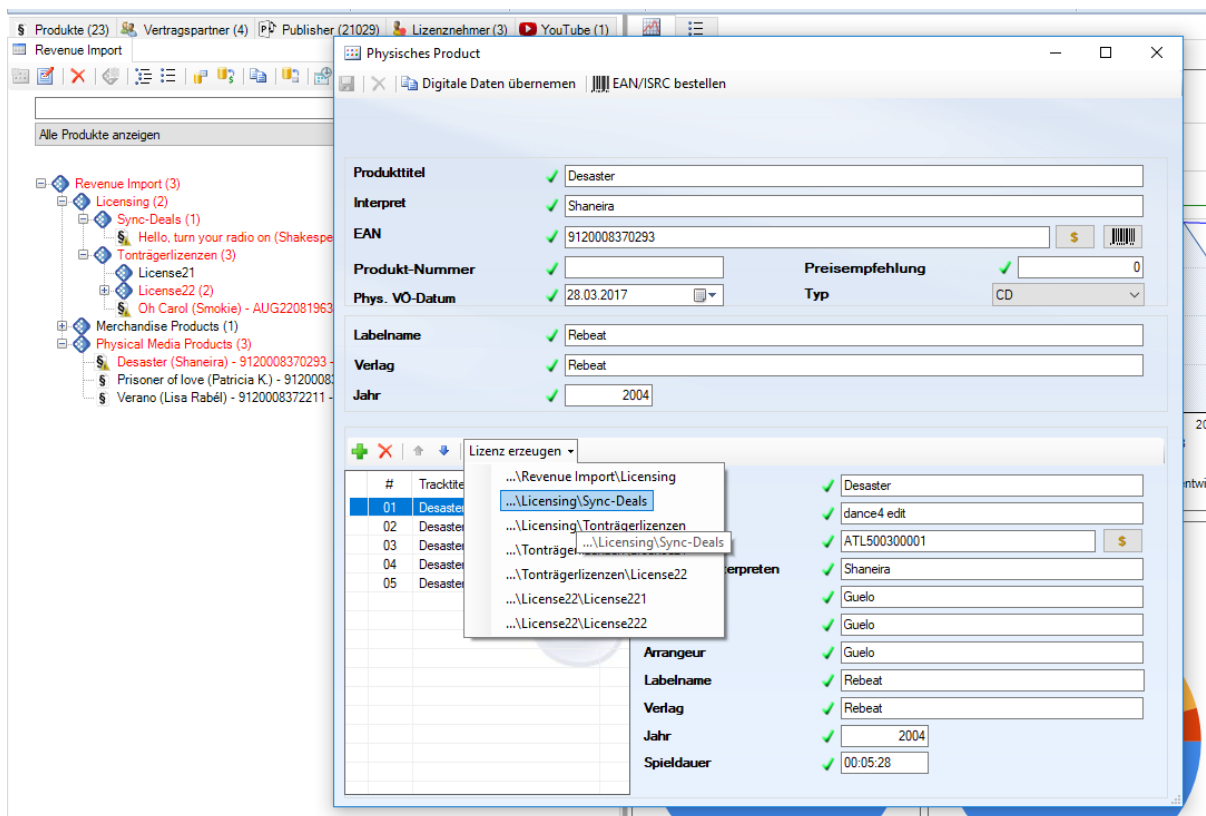 § Produkte (23) Vertragspartner (4) Publisher (21029) Lizenznehmer (3) YouTube (1)
Revenue Import
Alle Produkte anzeigen
Revenue Import (3)
Licensing (2)
Sync-Deals (1)
§ Hello, turn your radio on
Tonträgerlizenzen (3)
License21
License22 (2)
§ Oh Carol (Smokie) - AUG22081963
Merchandise Products (1)
Physical Media Products (3)
§ Desaster (Shaneira) - 9120008370293 -
§ Prisoner of love (Patricia K.) -
§ Verano (Lisa Rabél) - 9120008372211 -
Physisches Product
Digitale Daten übernemen EAN/ISRC bestellen
Produkttitel Desaster
Interpret Shaneira
EAN 9120008370293 $
Produkt-Nummer Preisempfehlung 0
Phys. VÖ-Datum 28.03.2017 Typ CD
Labelname Rebeat
Verlag Rebeat
Jahr 2004
Lizenz erzeugen
...\Revenue Import\Licensing
...\Licensing\Sync-Deals
...\Licensing\Tonträgerlizenzen
...\Licensing\Sync-Deals
...\Tonträgerlizenzen\License22
...\License22\License221
...\License22\License222
#
01 Desaster
02 Desaster
03 Desaster
04 Desaster
05 Desaster
Desaster
dance4 edit
ATL500300001 $
Shaneira
Guelo
Guelo
Arrangeur Guelo
Labelname Rebeat
Verlag Rebeat
Jahr 2004
Spieldauer 00:05:28